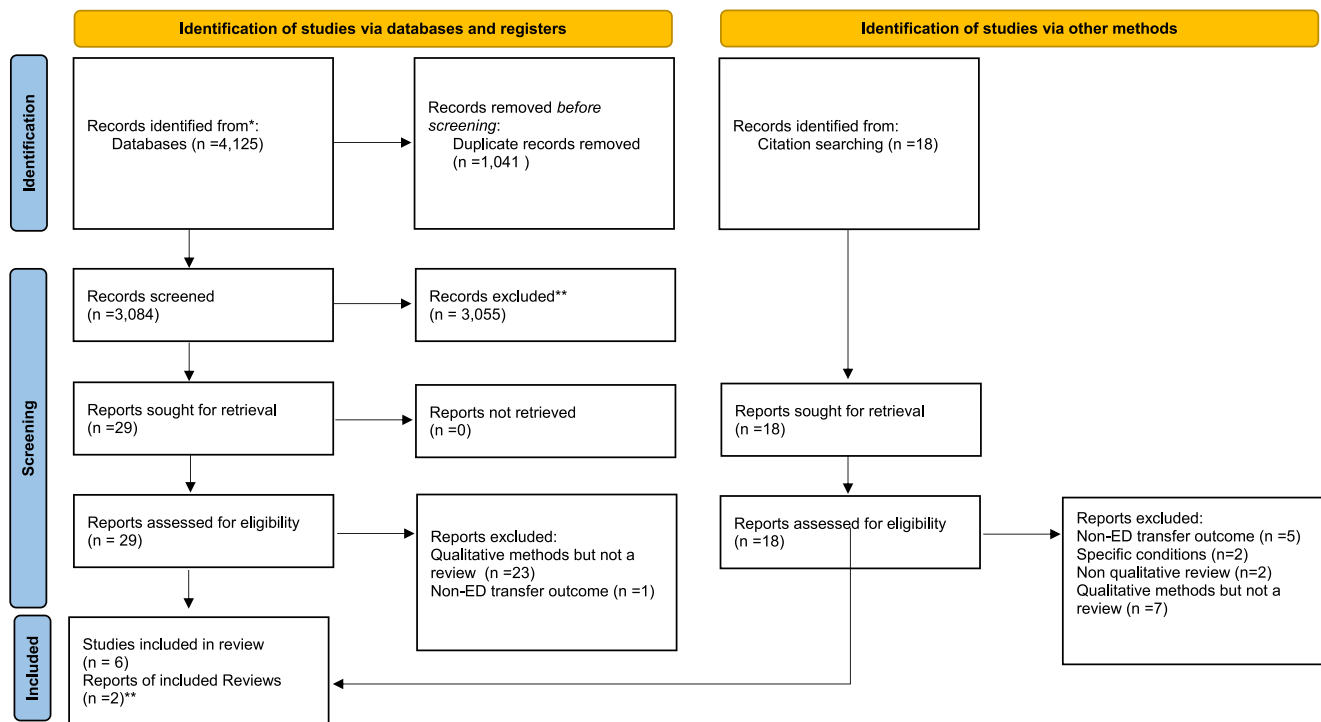 Identification of studies via databases and registers
Identification of studies via other methods
Identification
Records identified from*:
Databases (n =4,125)
Records removed before
screening:
Duplicate records removed
(n =1,041 )
Records identified from:
Citation searching (n =18)
Screening
Records screened
(n =3,084)
Records excluded**
(n = 3,055)
Reports sought for retrieval
(n =29)
Reports not retrieved
(n =0)
Reports sought for retrieval
(n =18)
Reports assessed for eligibility
(n = 29)
Reports excluded:
Qualitative methods but not a
review (n =23)
Non-ED transfer outcome (n =1)
Reports assessed for eligibility
(n =18)
Reports excluded:
Non-ED transfer outcome (n =5)
Specific conditions (n=2)
Non qualitative review (n=2)
Qualitative methods but not a
review (n =7)
Included
Studies included in review
(n = 6)
Reports of included Reviews
(n =2)**